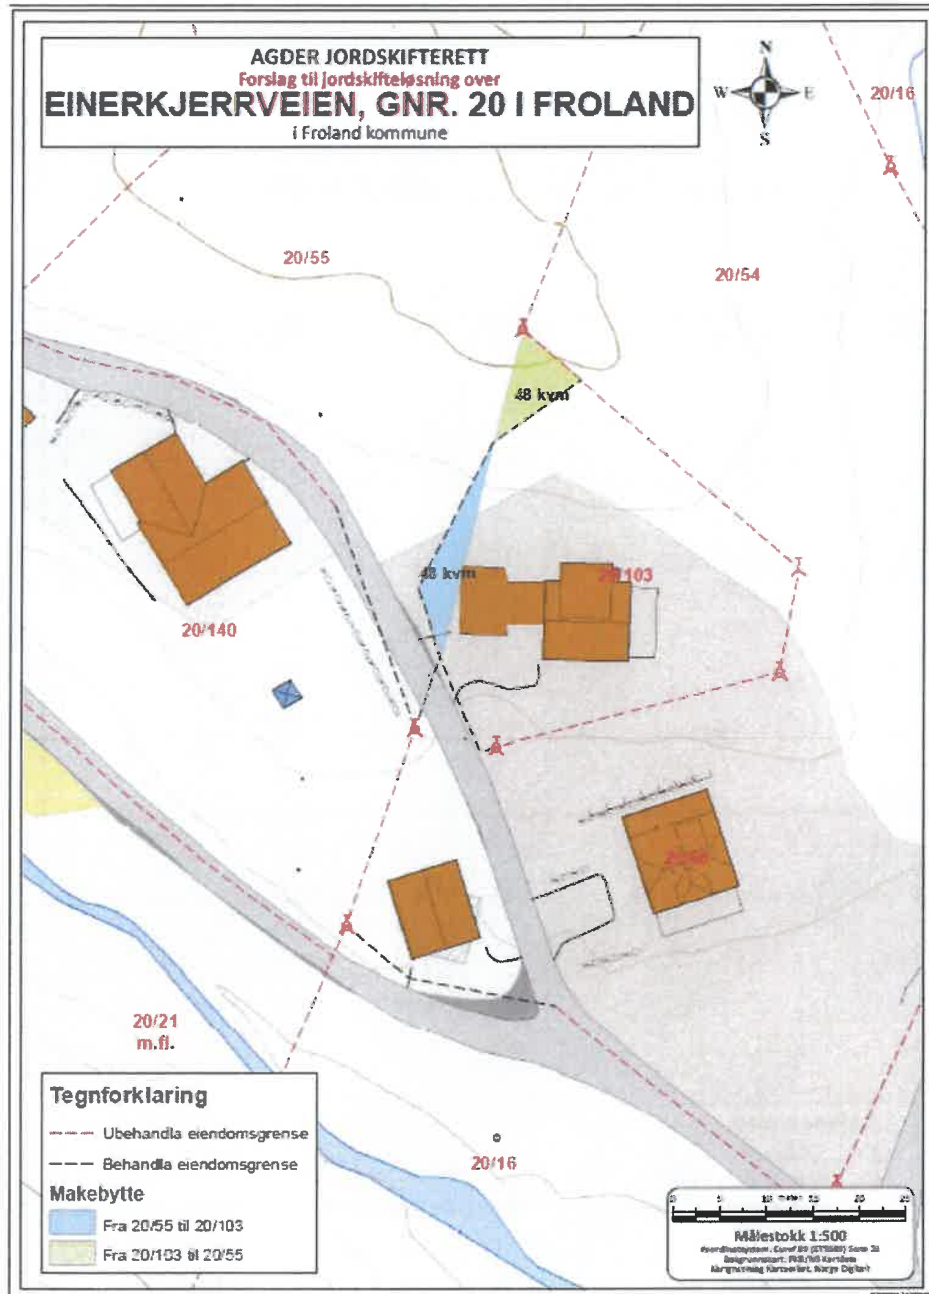 AGDER JORDSKIFTERETT
Forslag til jordskifteløsning over
EINERKJERRVEIEN, GNR. 20 I FROLAND
i Froland kommune
N
W
E
S
20/16
20/55
20/54
48 kvm
48 kvm
20/103
20/140
20/21
m.fl.
20/16
Tegnforklaring
Ubehandla eiendomsgrense
Behandla eiendomsgrense
Makebytte
Fra 20/55 til 20/103
Fra 20/103 til 20/55
0 5 10 meter 15 20 25
Målestokk 1:500